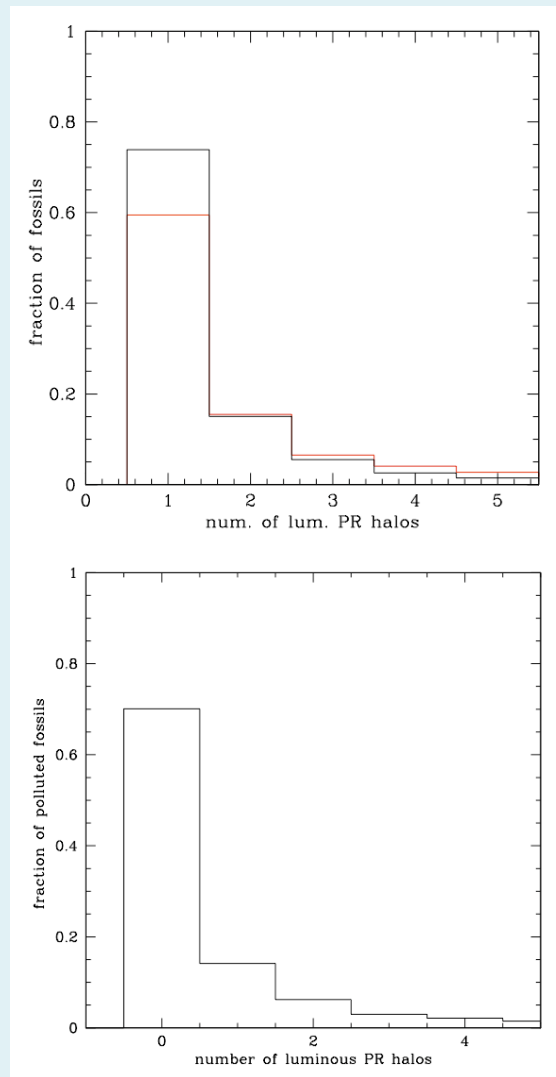 1
0.8
0.6
0.4
0.2
0
fraction of fossils
0 1 2 3 4 5
num. of lum. PR halos
1
0.8
0.6
0.4
0.2
0
fraction of polluted fossils
0 2 4
number of luminous PR halos